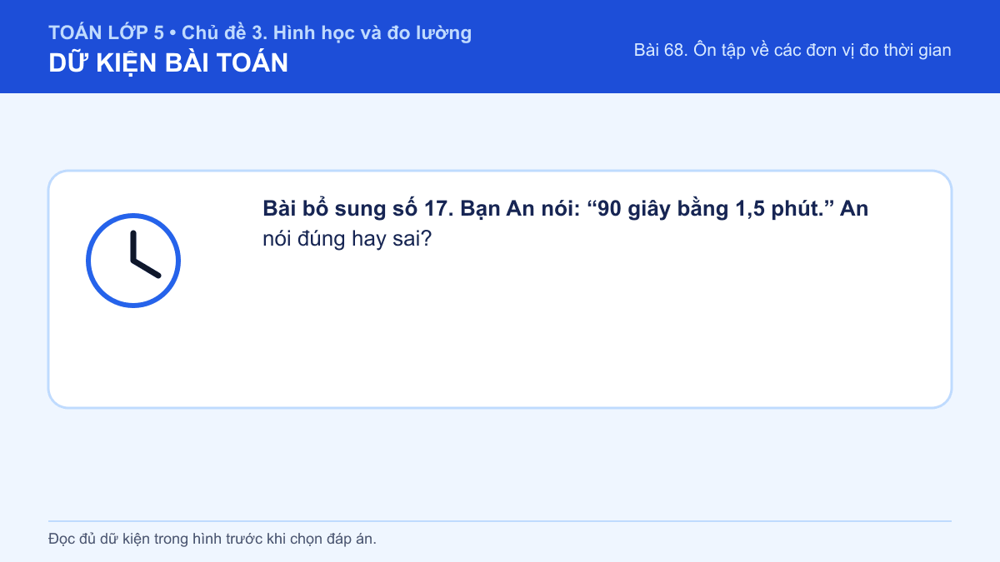 TOÁN LỚP 5 • Chủ đề 3. Hình học và đo lường
DỮ KIỆN BÀI TOÁN
Bài 68. Ôn tập về các đơn vị đo thời gian
Bài bổ sung số 17. Bạn An nói: “90 giây bằng 1,5 phút.” An
nói đúng hay sai?
Đọc đủ dữ kiện trong hình trước khi chọn đáp án.